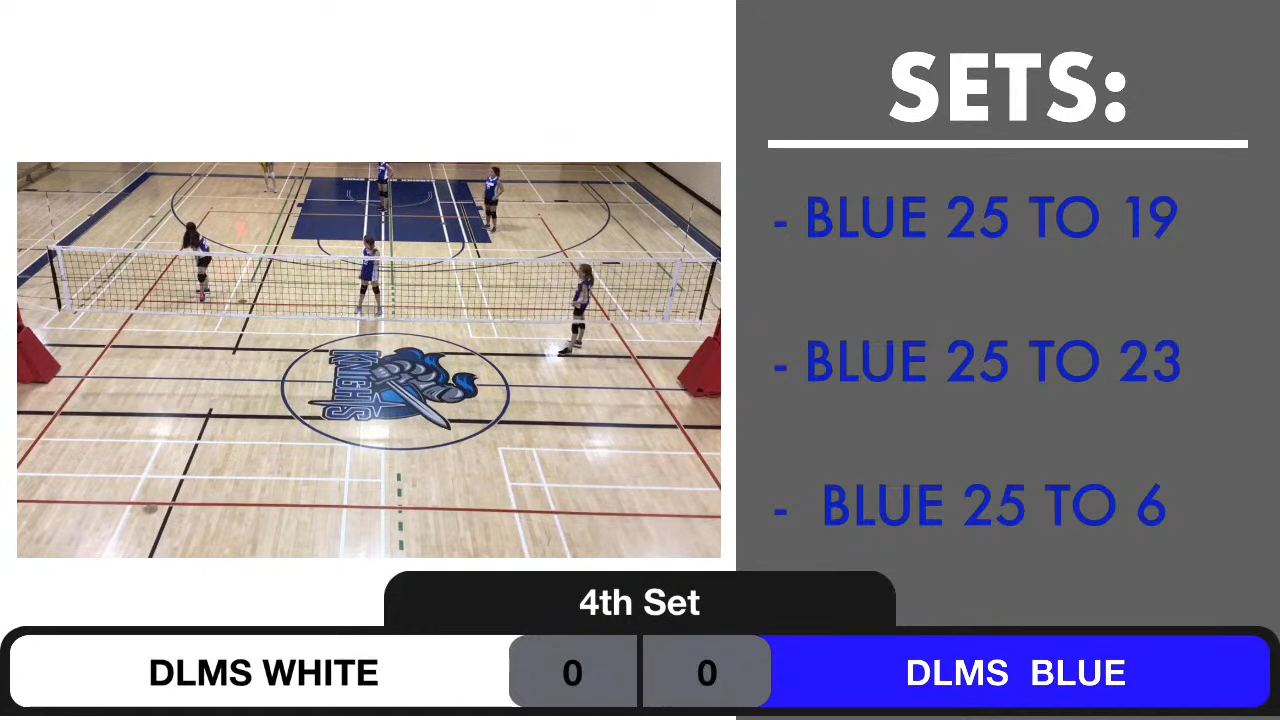 SETS:
- BLUE 25 TO 19
- BLUE 25 TO 23
- BLUE 25 TO 6
KNIGHTS
4th Set
DLMS WHITE
0
0
DLMS BLUE